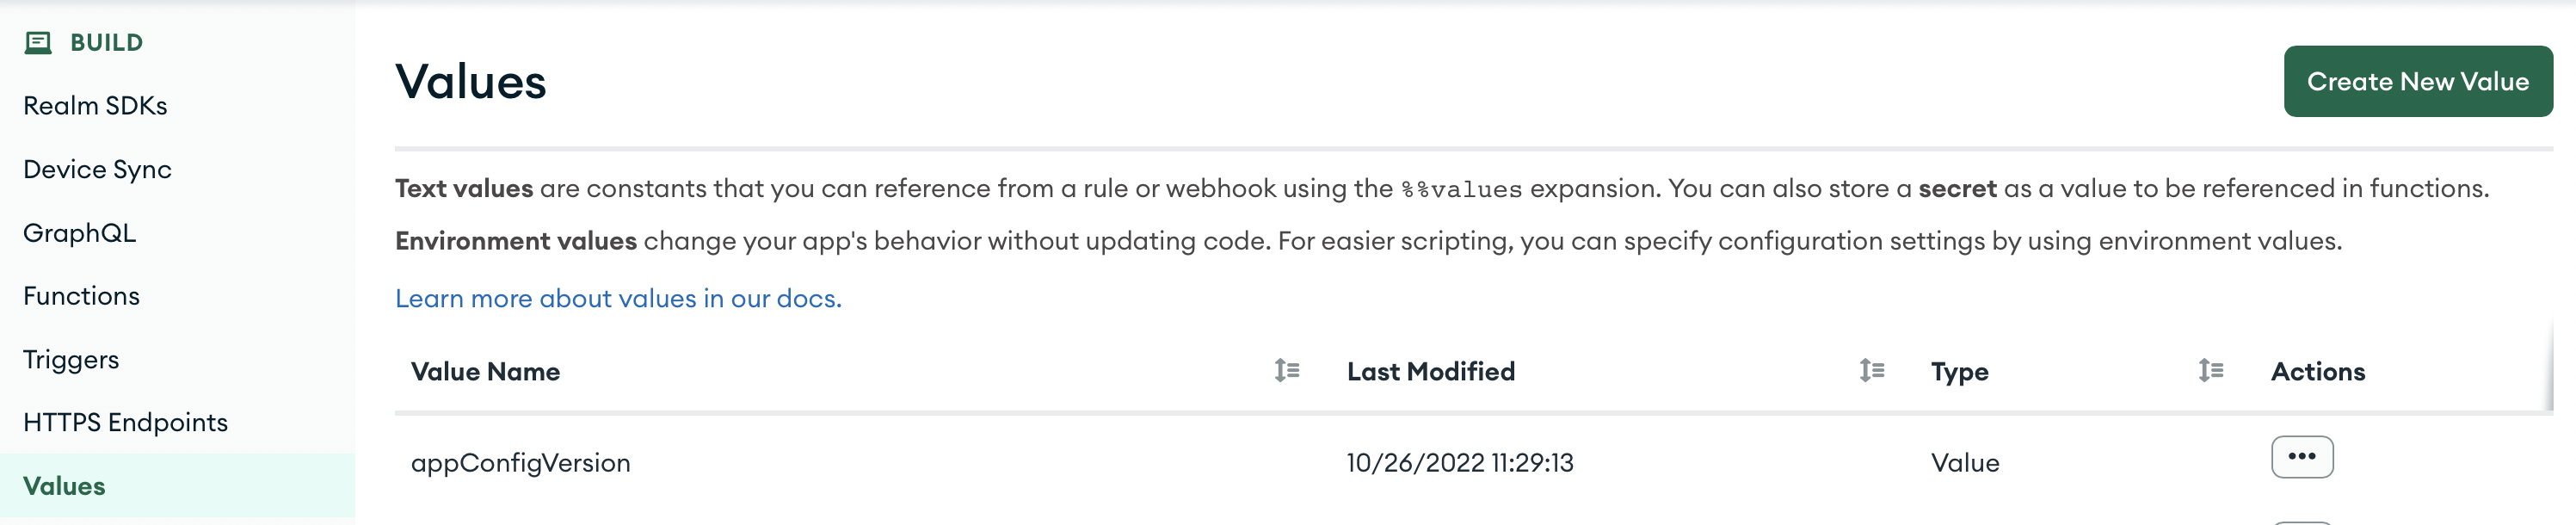 BUILD
Realm SDKs
Device Sync
GraphQL
Functions
Triggers
HTTPS Endpoints
Values
Values
Create New Value
Text values are constants that you can reference from a rule or webhook using the %%values expansion. You can also store a secret as a value to be referenced in functions.
Environment values change your app's behavior without updating code. For easier scripting, you can specify configuration settings by using environment values.
Learn more about values in our docs.
Value Name Last Modified Type Actions
appConfigVersion 10/26/2022 11:29:13 Value